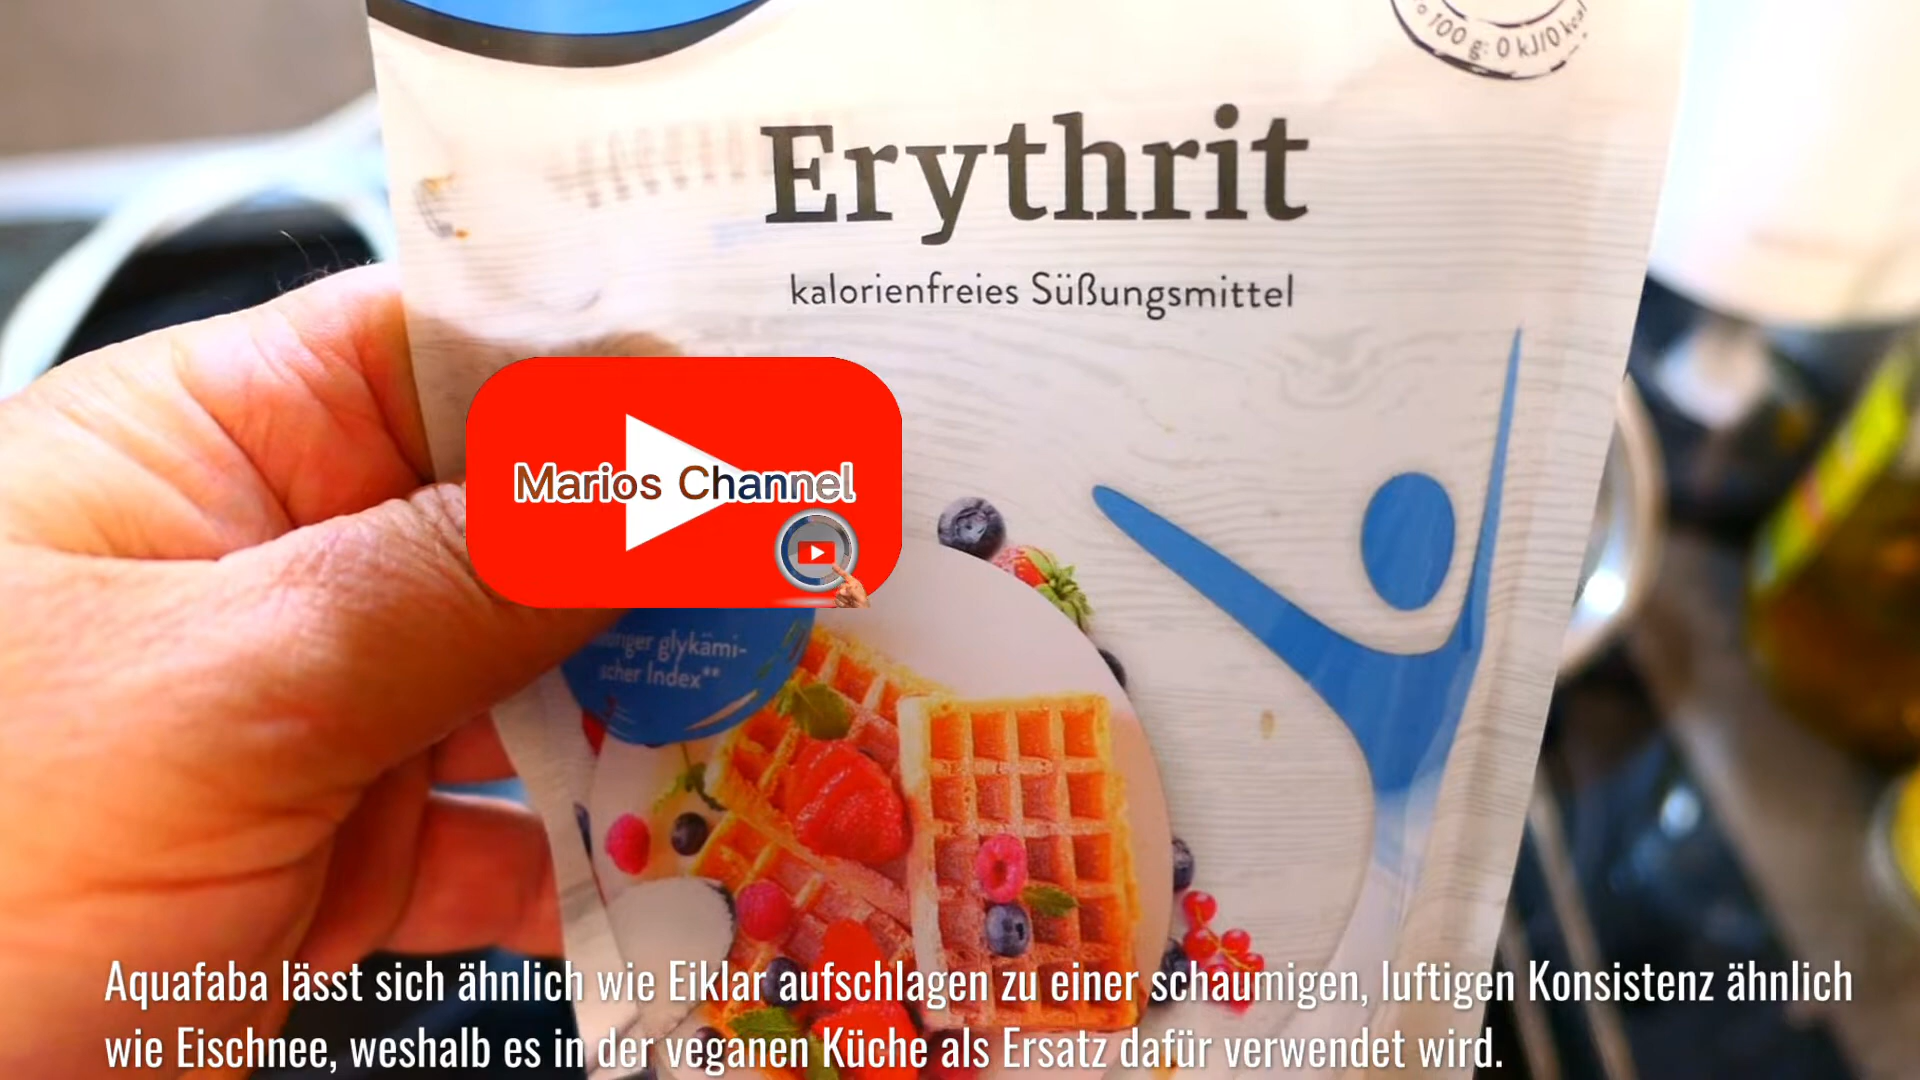 100 g: 0 kJ/0 kcal
Erythrit
kalorienfreies Süßungsmittel
Marios Channel
glykämi-
scher Index**
Aquafaba lässt sich ähnlich wie Eiklar aufschlagen zu einer schaumigen, luftigen Konsistenz ähnlich
wie Eischnee, weshalb es in der veganen Küche als Ersatz dafür verwendet wird.